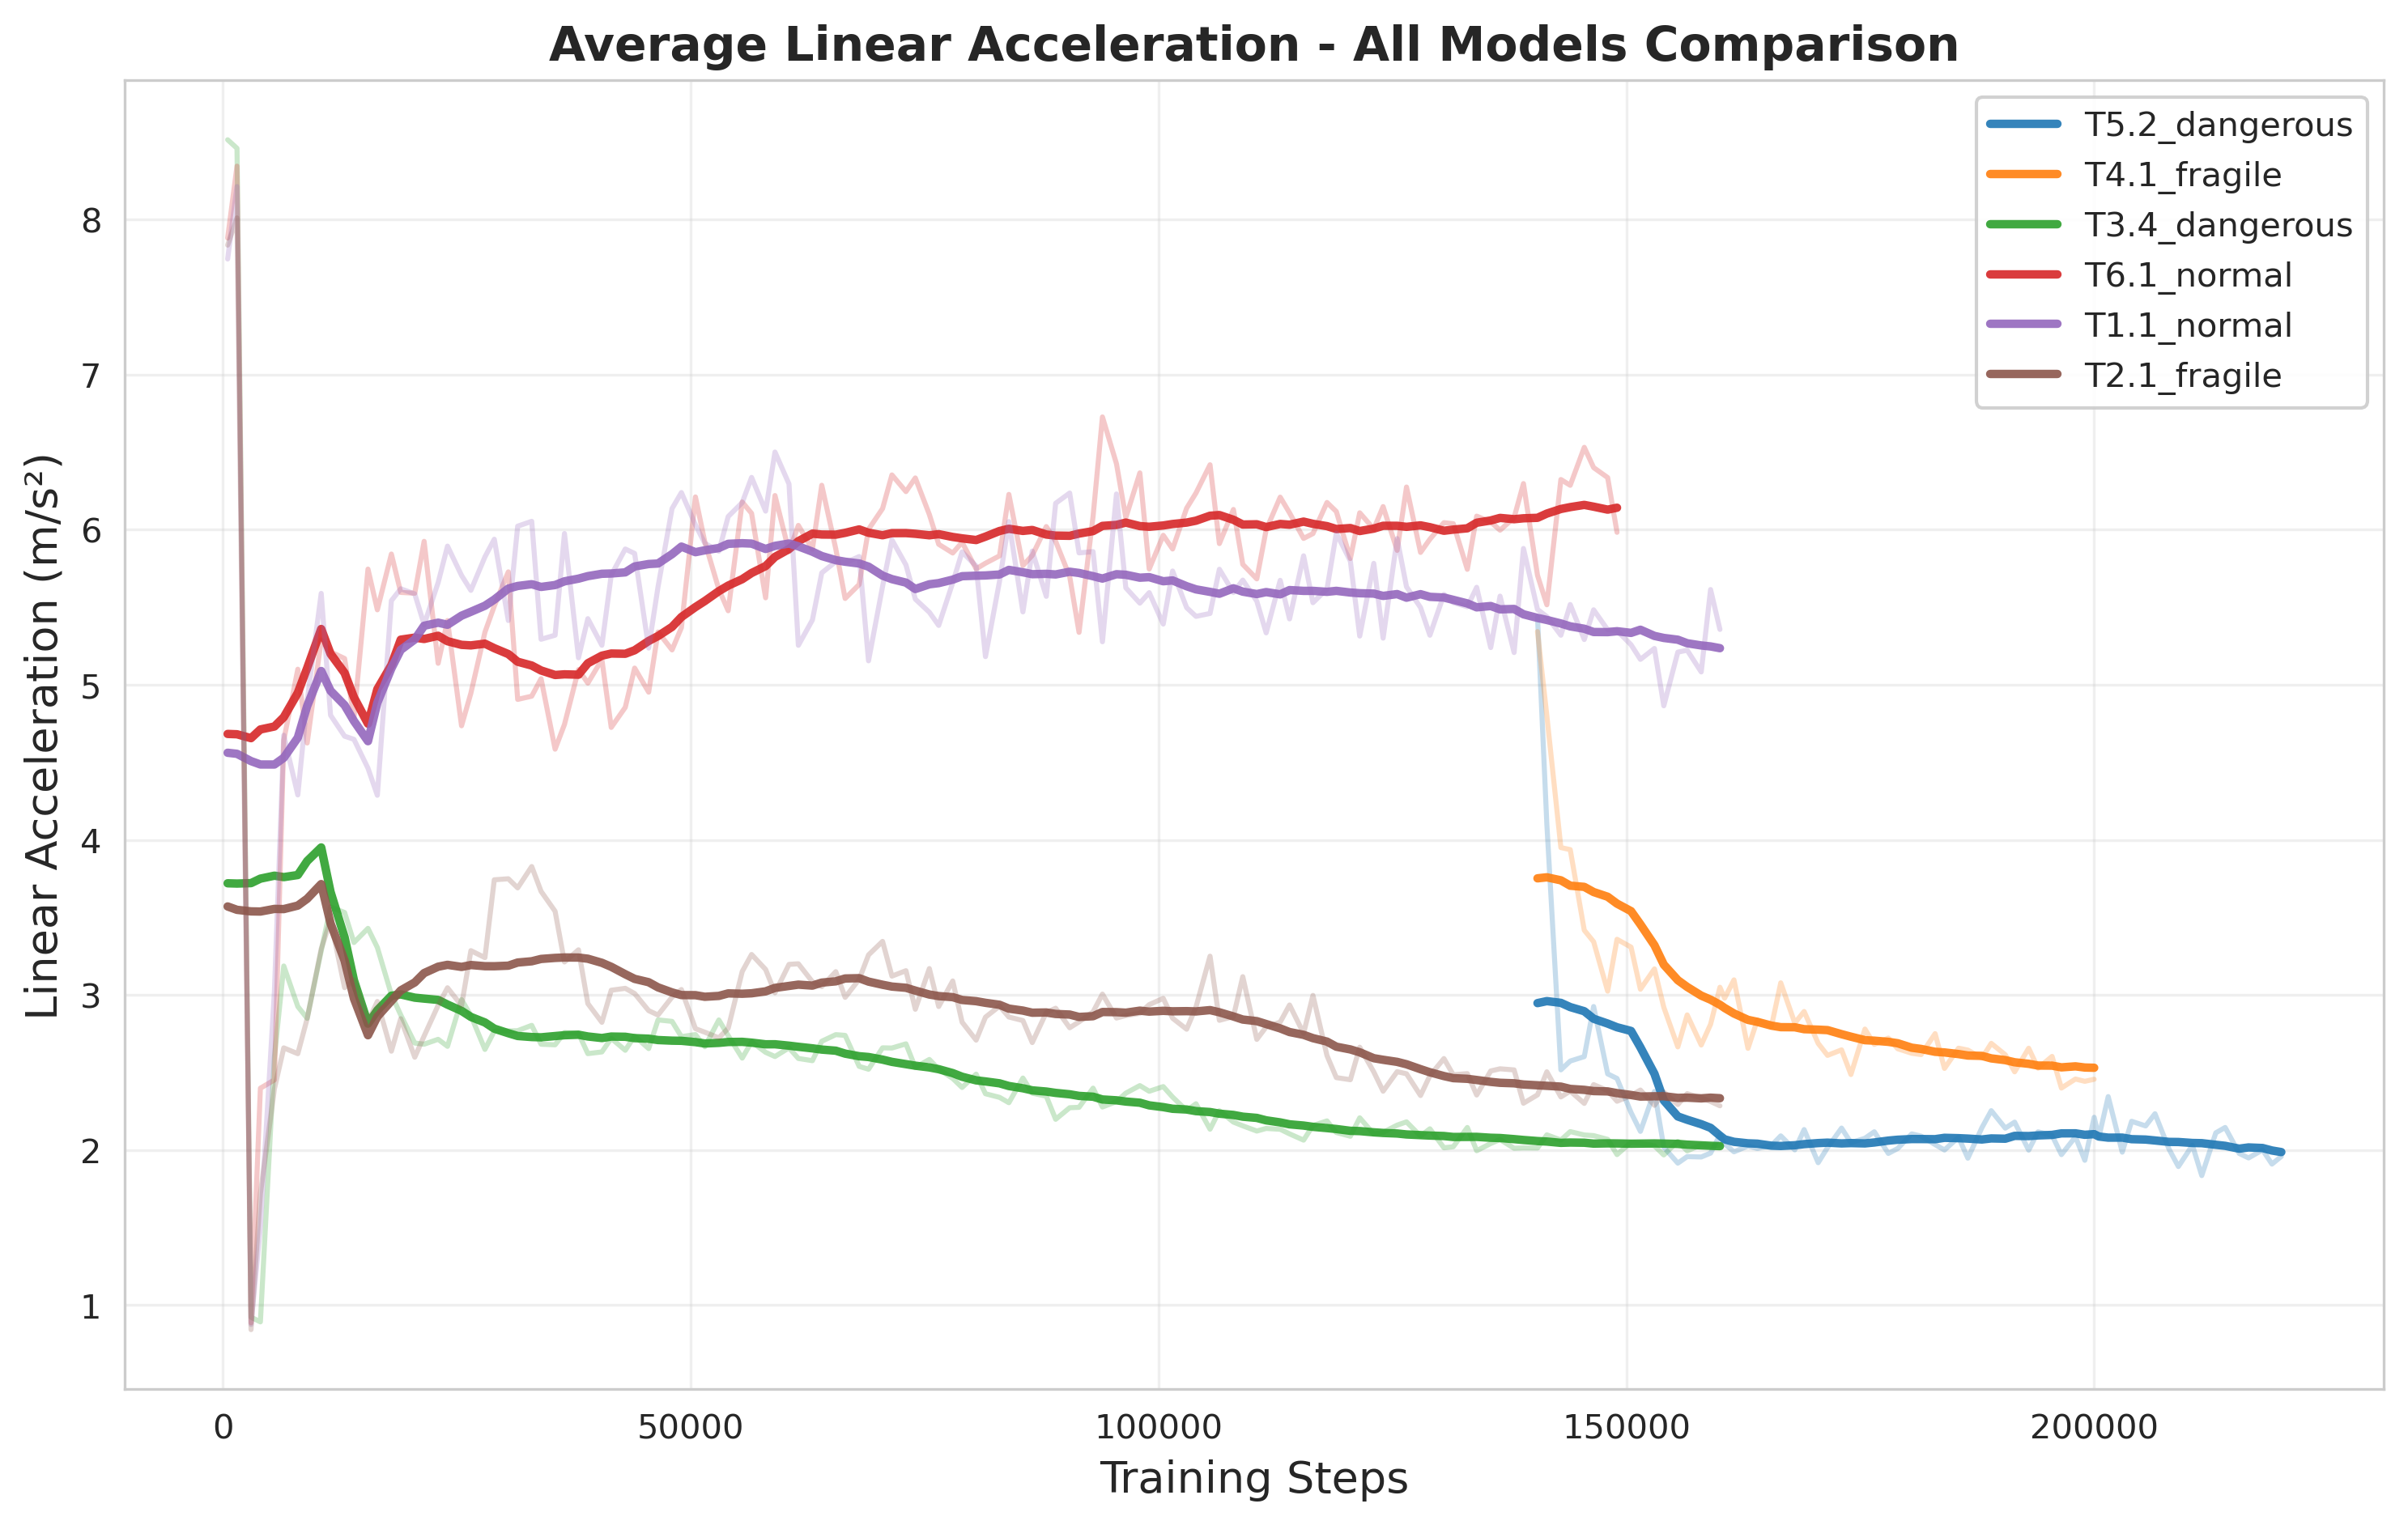 Average Linear Acceleration - All Models Comparison
Linear Acceleration (m/s²)
8
7
6
5
4
3
2
1
T5.2_dangerous
T4.1_fragile
T3.4_dangerous
T6.1_normal
T1.1_normal
T2.1_fragile
0 50000 100000 150000 200000
Training Steps